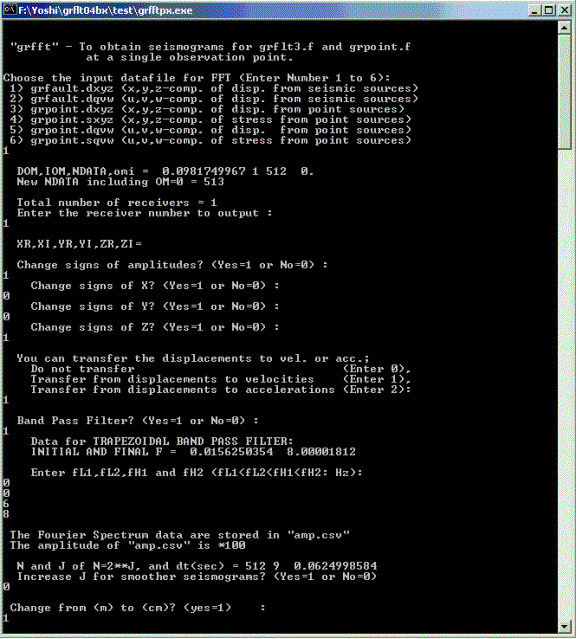 F:\Yoshi\grflt04bx\test\grfftpx.exe
"grfft" - To obtain seismograms for grflt3.f and grpoint.f
at a single observation point.
Choose the input datafile for FFT (Enter Number 1 to 6):
1) grfault.dxyz (x,y,z-comp. of disp. from seismic sources)
2) grfault.dquw (u,v,w-comp. of disp. from seismic sources)
3) grpoint.dxyz (x,y,z-comp. of disp. from point sources)
4) grpoint.sxyz (x,y,z-comp. of stress from point sources)
5) grpoint.dqvw (u,v,w-comp. of disp.  from point sources)
6) grpoint.sqvw (u,v,w-comp. of stress from point sources)
1
DOM,IOM,NDATA,omi =  0.0981749967 1 512  0.
New NDATA including OM=0 = 513
Total number of receivers = 1
Enter the receiver number to output :
1
XR,XI,YR,YI,ZR,ZI=
Change signs of amplitudes? (Yes=1 or No=0) :
1
Change signs of X? (Yes=1 or No=0) :
0
Change signs of Y? (Yes=1 or No=0) :
0
Change signs of Z? (Yes=1 or No=0) :
1
You can transfer the displacements to vel. or acc.;
Do not transfer (Enter 0),
Transfer from displacements to velocities (Enter 1),
Transfer from displacements to accelerations (Enter 2):
1
Band Pass Filter? (Yes=1 or No=0) :
1
Data for TRAPEZOIDAL BAND PASS FILTER:
INITIAL AND FINAL F =  0.0156250354  8.00001812
Enter fL1,fL2,fH1 and fH2 (fL1<fL2<fH1<fH2: Hz):
0
0
6
8
The Fourier Spectrum data are stored in "amp.csv"
The amplitude of "amp.csv" is *100
N and J of N=2**J, and dt(sec) = 512 9  0.0624998584
Increase J for smoother seismograms? (Yes=1 or No=0)
0
Change from (m) to (cm)? (yes=1) :
1